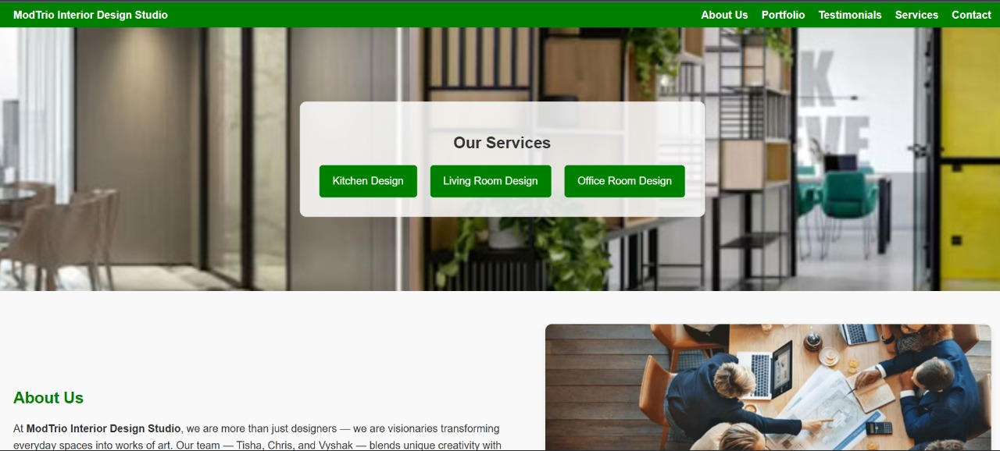 ModTrio Interior Design Studio
About Us Portfolio Testimonials Services Contact
K
EVE
Our Services
Kitchen Design Living Room Design Office Room Design
About Us
At ModTrio Interior Design Studio, we are more than just designers — we are visionaries transforming
everyday spaces into works of art. Our team — Tisha, Chris, and Vyshak — blends unique creativity with